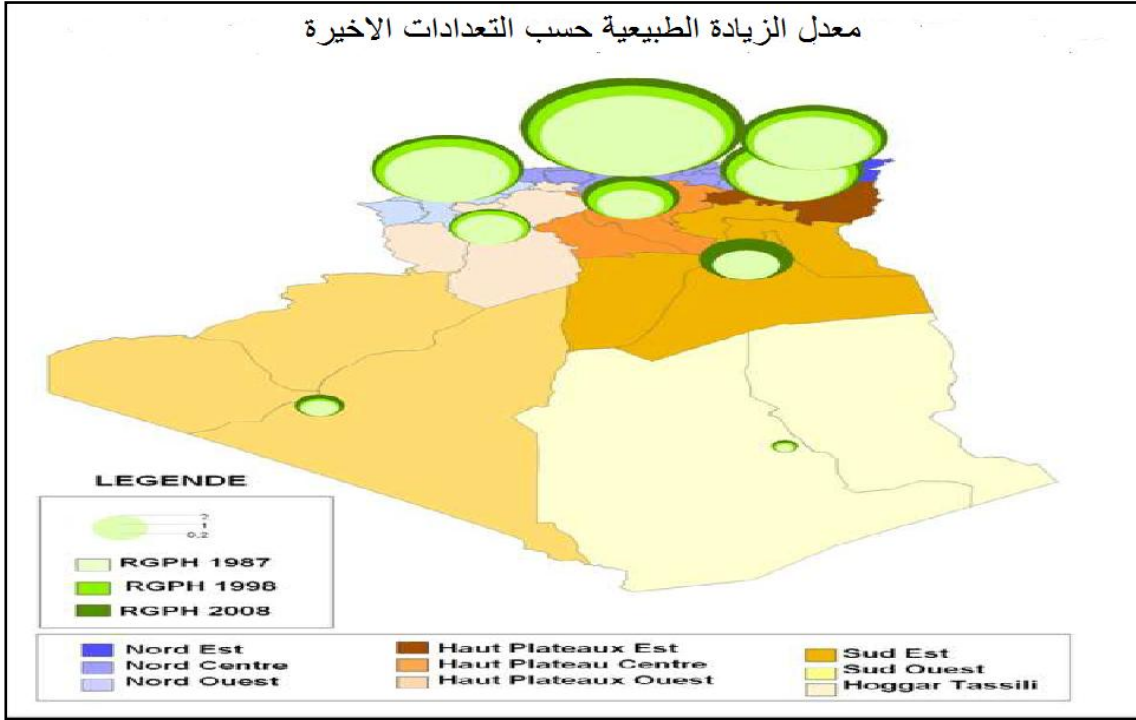 معدل الزيادة الطبيعية حسب التعدادات الاخيرة
LEGENDE
2
1
0,2
RGPH 1987
RGPH 1998
RGPH 2008
Nord Est
Nord Centre
Nord Ouest
Haut Plateaux Est
Haut Plateau Centre
Haut Plateaux Ouest
Sud Est
Sud Ouest
Hoggar Tassili